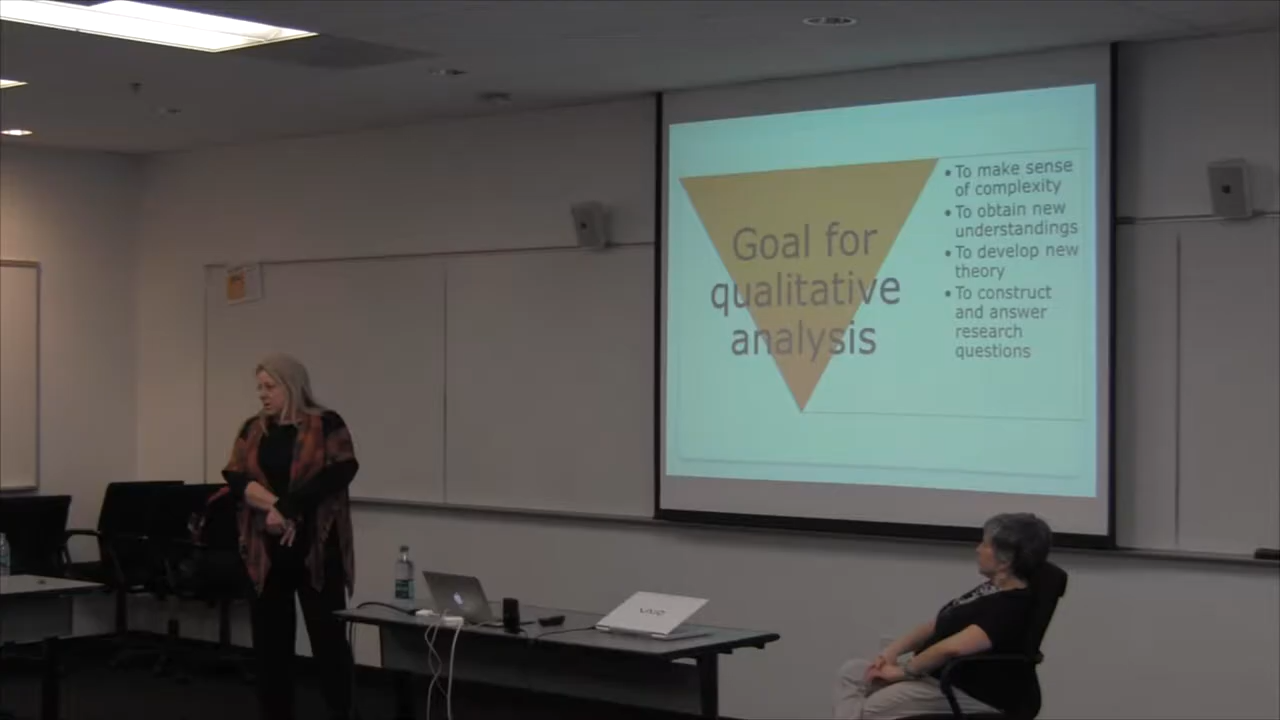 Goal for
qualitative
analysis
• To make sense
of complexity
• To obtain new
understandings
• To develop new
theory
• To construct
and answer
research
questions
VAIO